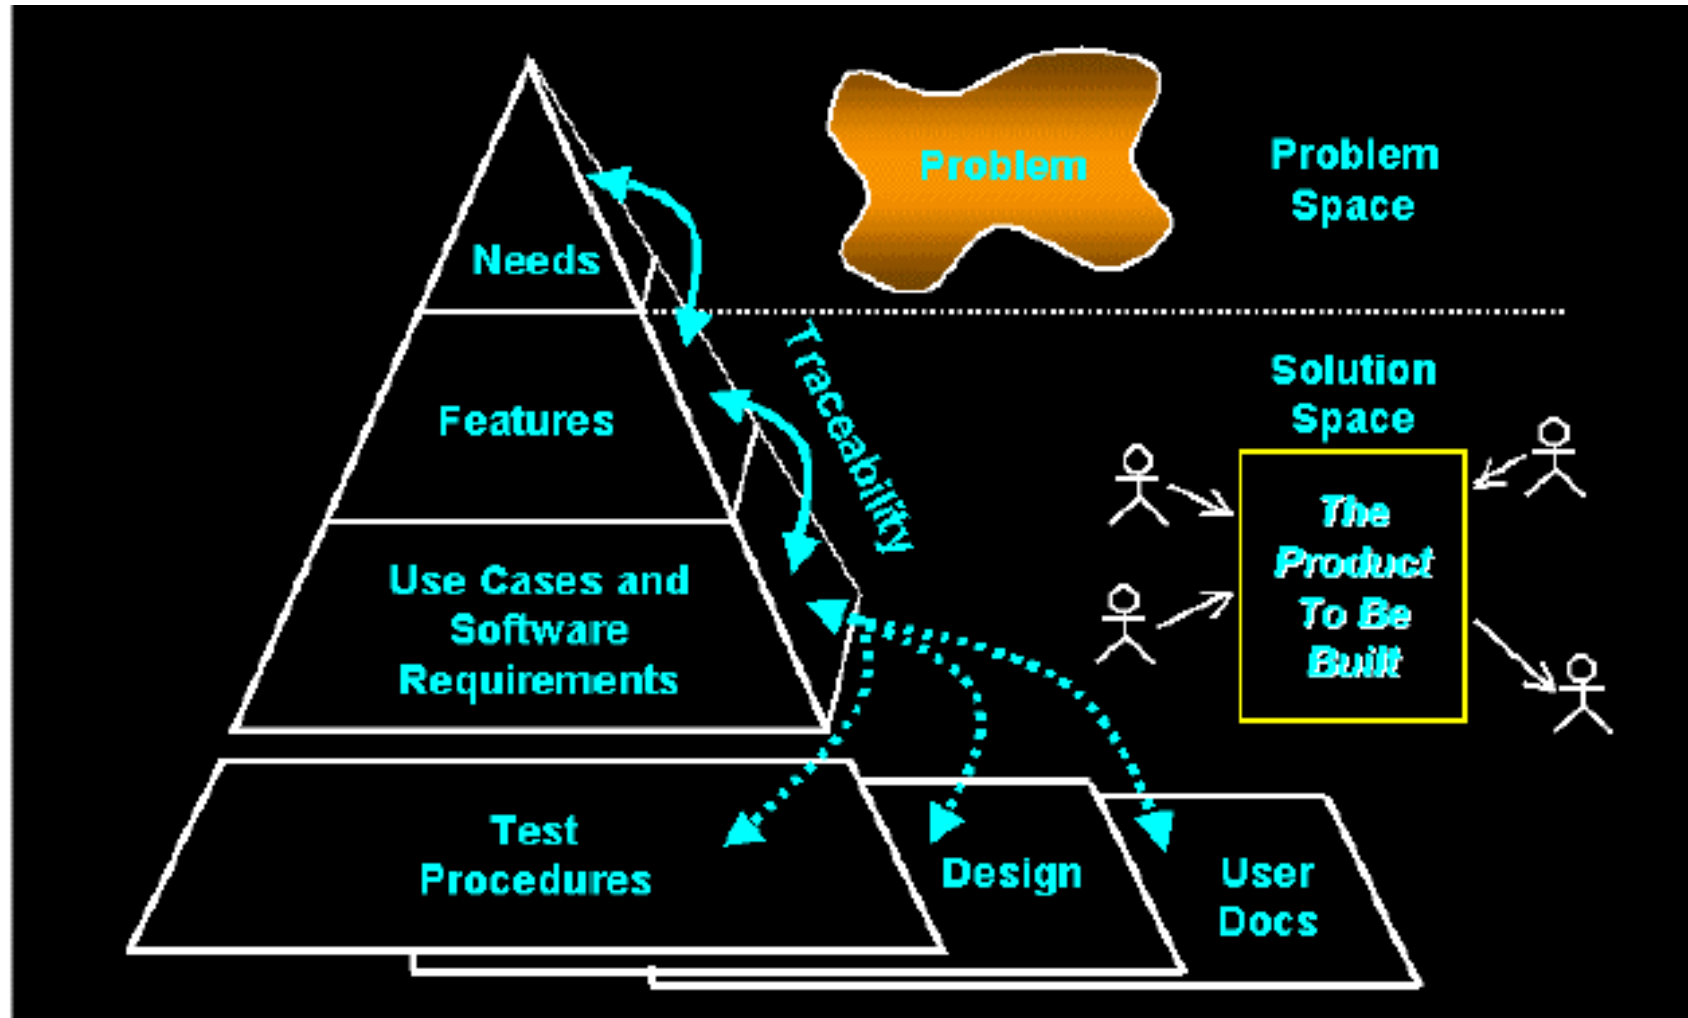 Problem
Problem
Space
Needs
Traceability
Solution
Space
Features
The
Product
To Be
Built
Use Cases and
Software
Requirements
Test
Procedures
Design
User
Docs